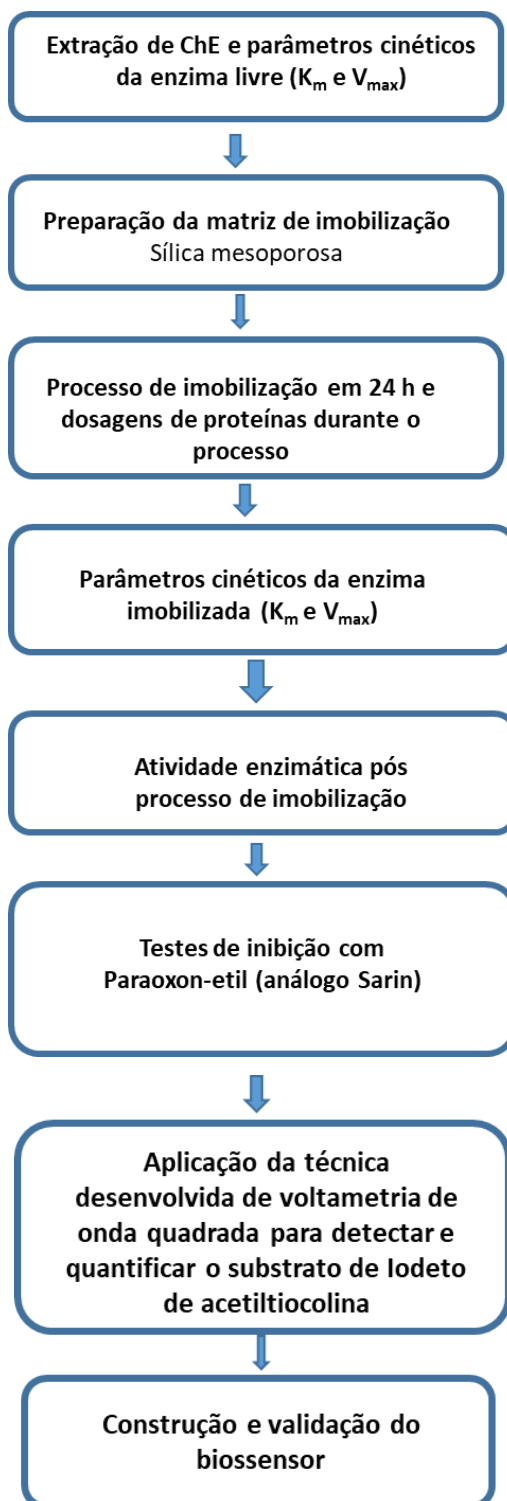 Extração de ChE e parâmetros cinéticos
da enzima livre (Km e Vmax)
Preparação da matriz de imobilização
Sílica mesoporosa
Processo de imobilização em 24 h e
dosagens de proteínas durante o
processo
Parâmetros cinéticos da enzima
imobilizada (Km e Vmax)
Atividade enzimática pós
processo de imobilização
Testes de inibição com
Paraoxon-etil (análogo Sarin)
Aplicação da técnica
desenvolvida de voltametria de
onda quadrada para detectar e
quantificar o substrato de Iodeto
de acetiltiocolina
Construção e validação do
biossensor